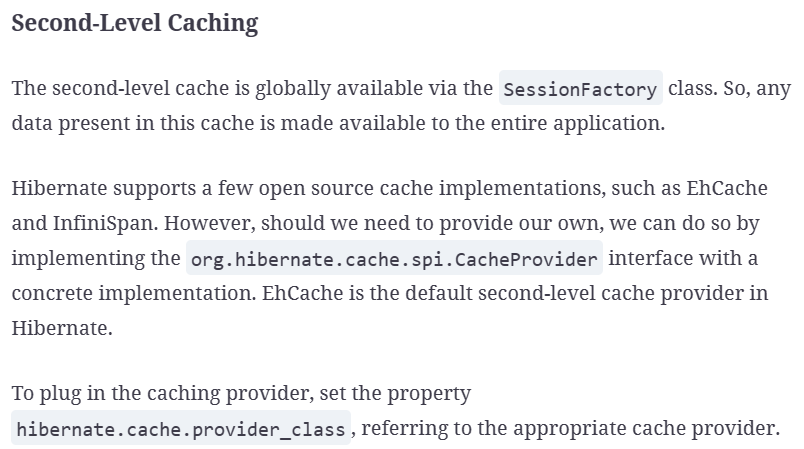 Second-Level Caching
The second-level cache is globally available via the SessionFactory class. So, any
data present in this cache is made available to the entire application.
Hibernate supports a few open source cache implementations, such as EhCache
and InfiniSpan. However, should we need to provide our own, we can do so by
implementing the org.hibernate.cache.spi.CacheProvider interface with a
concrete implementation. EhCache is the default second-level cache provider in
Hibernate.
To plug in the caching provider, set the property
hibernate.cache.provider_class, referring to the appropriate cache provider.